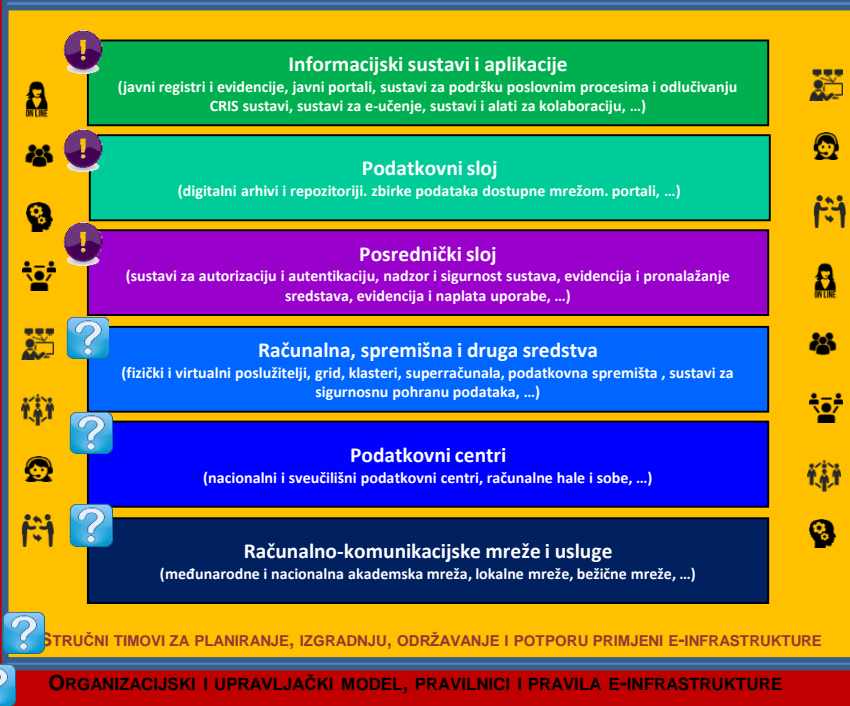 Informacijski sustavi i aplikacije
(javni registri i evidencije, javni portali, sustavi za podršku poslovnim procesima i odlučivanju
CRIS sustavi, sustavi za e-učenje, sustavi i alati za kolaboraciju, …)
Podatkovni sloj
(digitalni arhivi i repozitoriji. zbirke podataka dostupne mrežom. portali, …)
Posrednički sloj
(sustavi za autorizaciju i autentikaciju, nadzor i sigurnost sustava, evidencija i pronalažanje
sredstava, evidencija i naplata uporabe, …)
Računalna, spremišna i druga sredstva
(fizički i virtualni poslužitelji, grid, klasteri, superračunala, podatkovna spremišta , sustavi za
sigurnosnu pohranu podataka, …)
Podatkovni centri
(nacionalni i sveučilišni podatkovni centri, računalne hale i sobe, …)
Računalno-komunikacijske mreže i usluge
(međunarodne i nacionalna akademska mreža, lokalne mreže, bežične mreže, …)
STRUČNI TIMOVI ZA PLANIRANJE, IZGRADNJU, ODRŽAVANJE I POTPORU PRIMJENI E-INFRASTRUKTURE
ORGANIZACIJSKI I UPRAVLJAČKI MODEL, PRAVILNICI I PRAVILA E-INFRASTRUKTURE
ON LINE
ON LINE
!
!
!
?
?
?
?
?